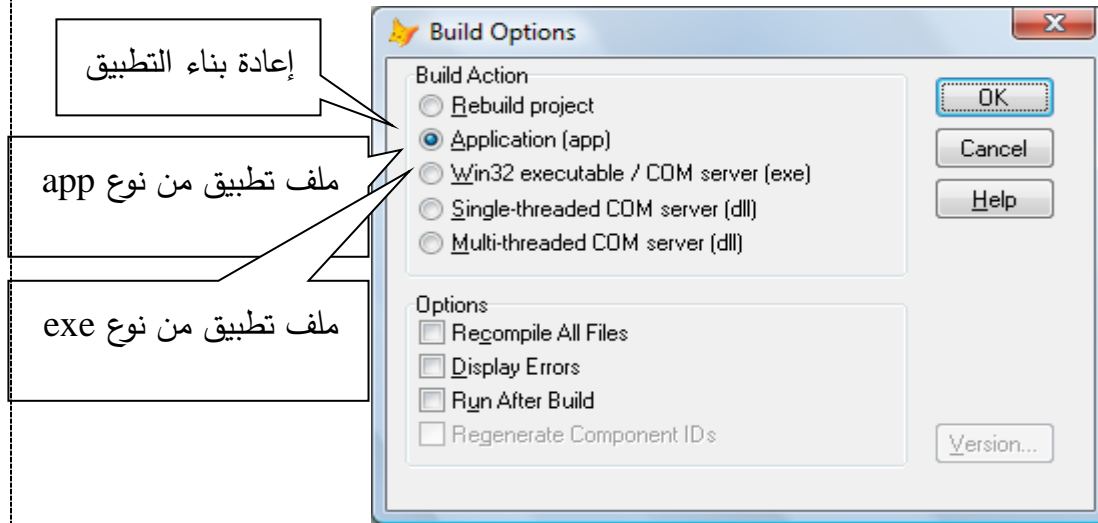 إعادة بناء التطبيق
ملف تطبيق من نوع app
ملف تطبيق من نوع exe
Build Options
Build Action
Rebuild project
Application (app)
Win32 executable / COM server (exe)
Single-threaded COM server (dll)
Multi-threaded COM server (dll)
Options
Recompile All Files
Display Errors
Run After Build
Regenerate Component IDs
OK
Cancel
Help
Version...